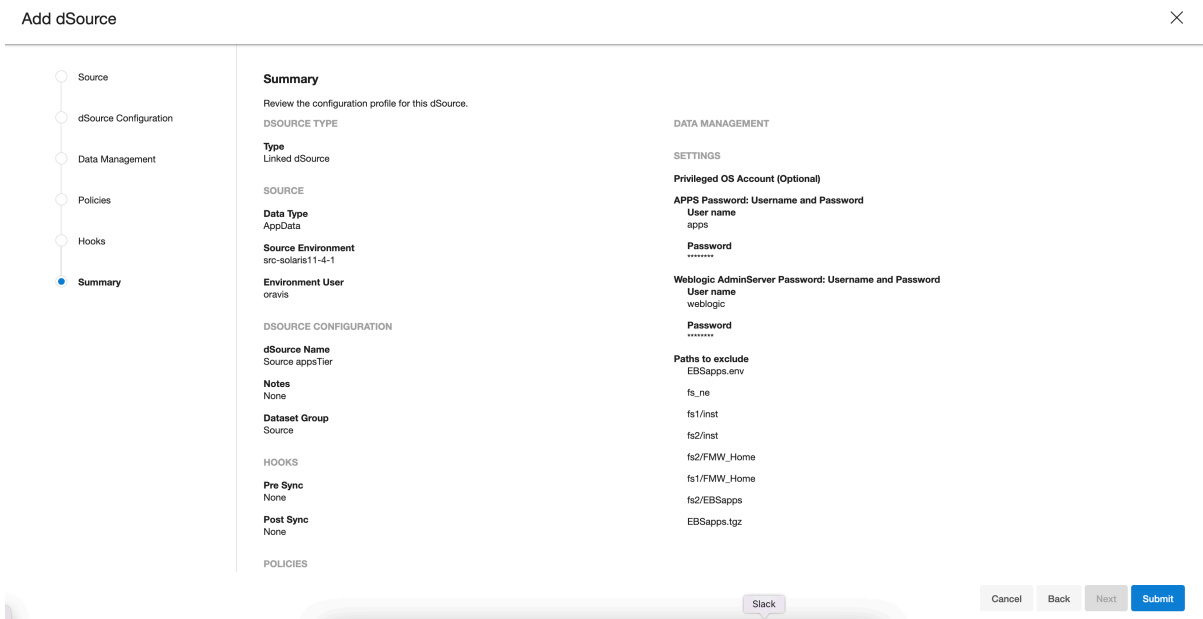 Add dSource
Source
dSource Configuration
Data Management
Policies
Hooks
Summary
Summary
Review the configuration profile for this dSource.
DSOURCE TYPE
Type
Linked dSource
SOURCE
Data Type
AppData
Source Environment
src-solaris11-4-1
Environment User
oravis
DSOURCE CONFIGURATION
dSource Name
Source appsTier
Notes
None
Dataset Group
Source
HOOKS
Pre Sync
None
Post Sync
None
POLICIES
DATA MANAGEMENT
SETTINGS
Privileged OS Account (Optional)
APPS Password: Username and Password
User name
apps
Password
********
Weblogic AdminServer Password: Username and Password
User name
weblogic
Password
********
Paths to exclude
EBSapps.env
fs_ne
fs1/inst
fs2/inst
fs2/FMW_Home
fs1/FMW_Home
fs2/EBSapps
EBSapps.tgz
Cancel
Back
Next
Submit
Slack